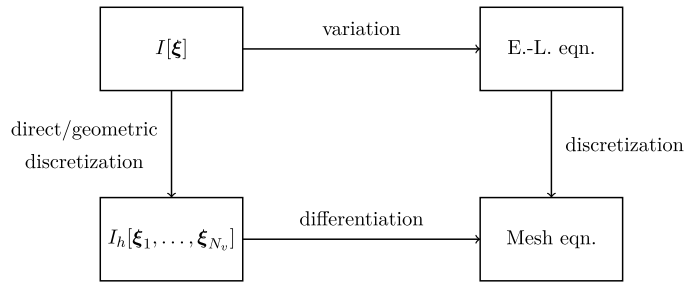 variation
I[ξ]
E.-L. eqn.
direct/geometric
discretization
discretization
differentiation
I_h[ξ_1, . . . , ξ_{N_v}]
Mesh eqn.